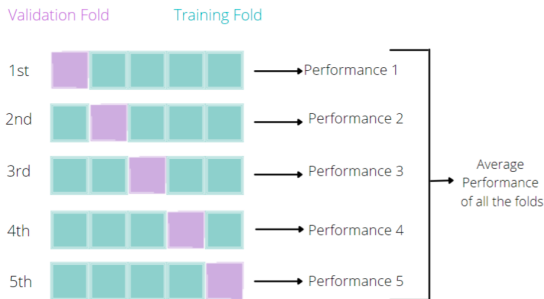 Validation Fold Training Fold
1st Performance 1
2nd Performance 2
3rd Performance 3
Average
Performance
of all the folds
4th Performance 4
5th Performance 5